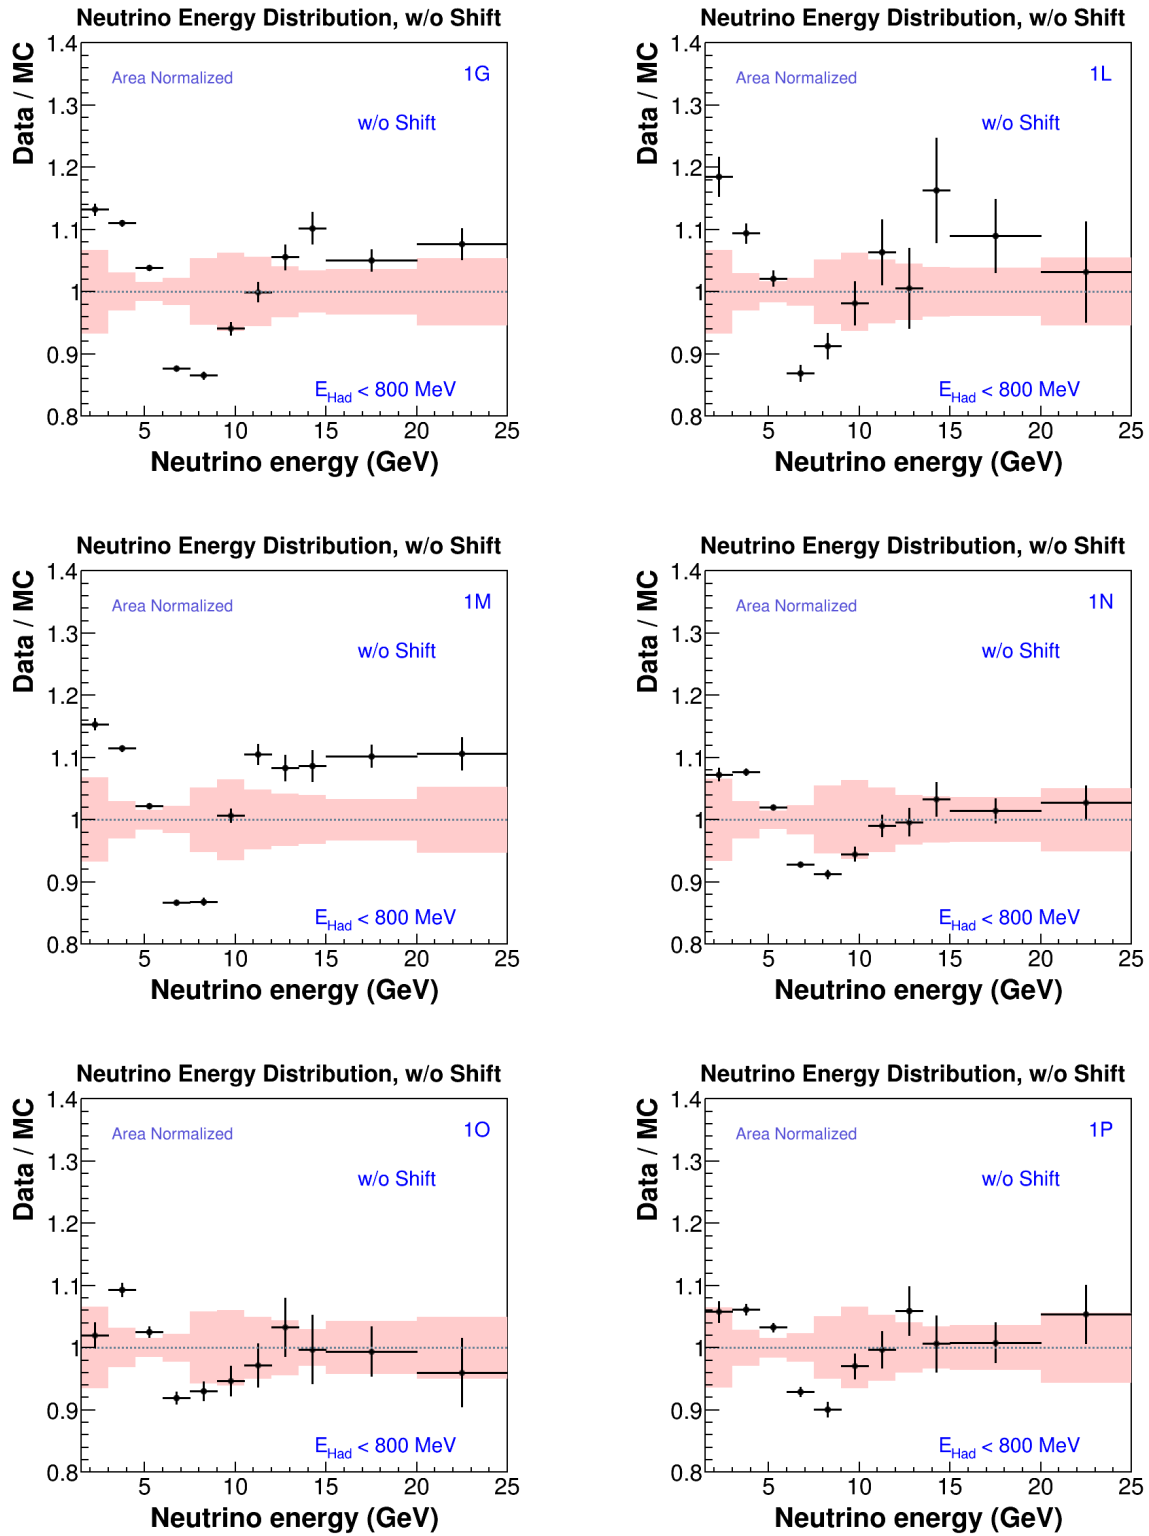 Neutrino Energy Distribution, w/o Shift
Data / MC
1.4
1.3
1.2
1.1
1
0.9
0.8
Area Normalized
1G
w/o Shift
E_Had < 800 MeV
5 10 15 20 25
Neutrino energy (GeV)
Neutrino Energy Distribution, w/o Shift
Data / MC
1.4
1.3
1.2
1.1
1
0.9
0.8
Area Normalized
1L
w/o Shift
E_Had < 800 MeV
5 10 15 20 25
Neutrino energy (GeV)
Neutrino Energy Distribution, w/o Shift
Data / MC
1.4
1.3
1.2
1.1
1
0.9
0.8
Area Normalized
1M
w/o Shift
E_Had < 800 MeV
5 10 15 20 25
Neutrino energy (GeV)
Neutrino Energy Distribution, w/o Shift
Data / MC
1.4
1.3
1.2
1.1
1
0.9
0.8
Area Normalized
1N
w/o Shift
E_Had < 800 MeV
5 10 15 20 25
Neutrino energy (GeV)
Neutrino Energy Distribution, w/o Shift
Data / MC
1.4
1.3
1.2
1.1
1
0.9
0.8
Area Normalized
1O
w/o Shift
E_Had < 800 MeV
5 10 15 20 25
Neutrino energy (GeV)
Neutrino Energy Distribution, w/o Shift
Data / MC
1.4
1.3
1.2
1.1
1
0.9
0.8
Area Normalized
1P
w/o Shift
E_Had < 800 MeV
5 10 15 20 25
Neutrino energy (GeV)